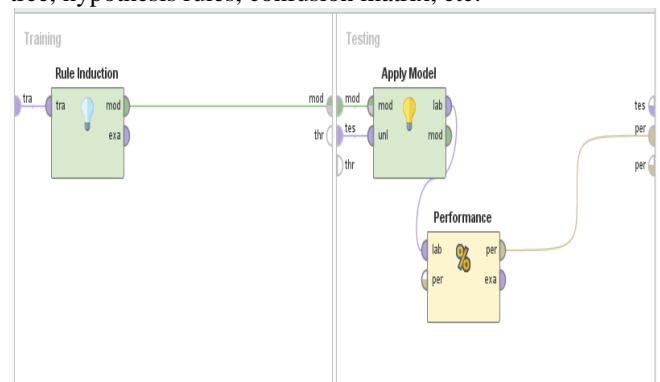 tree, hypothesis rules, confusion matrix, etc.
Training
Rule Induction
tra
tra
mod
exa
mod
thr
Testing
Apply Model
mod
tes
thr
mod
unl
lab
mod
Performance
lab
per
%
per
exa
tes
per
per